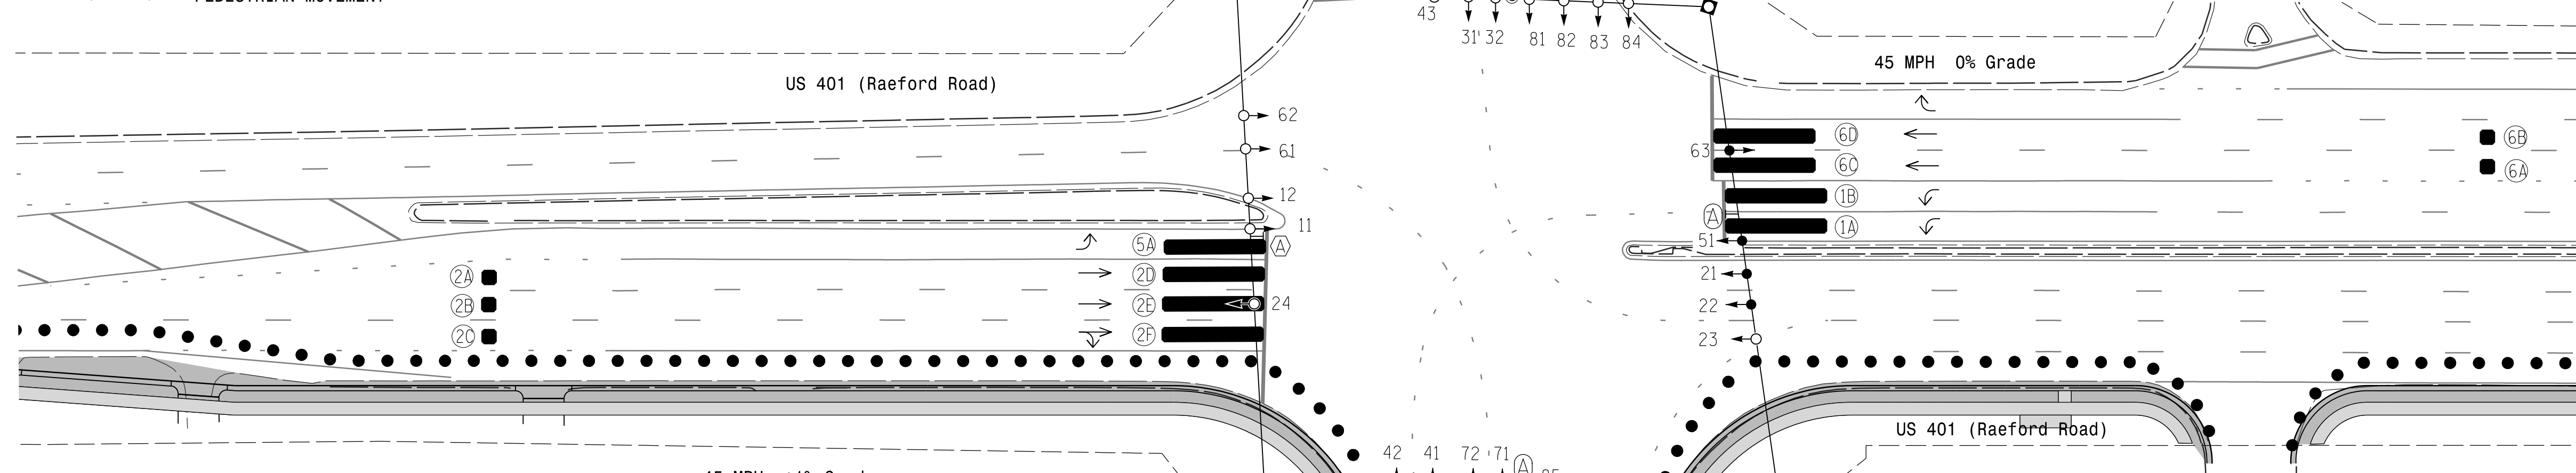 PEDESTRIAN MOVEMENT
43
31' 32 81 82 83 84
US 401 (Raeford Road)
45 MPH 0% Grade
62
61
63
6D
6C
6B
6A
12
11
A
1B
1A
51
5A
A
2A
2B
2C
2D
2E
2F
24
21
22
23
US 401 (Raeford Road)
42 41 72 71 A